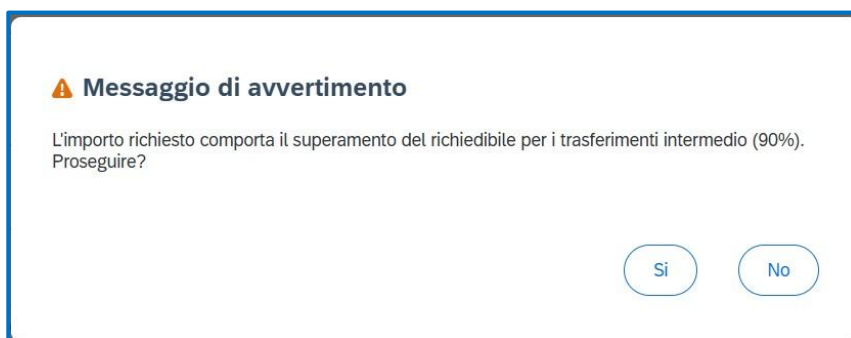 Messaggio di avvertimento
L'importo richiesto comporta il superamento del richiedibile per i trasferimenti intermedio (90%).
Proseguire?
Si
No